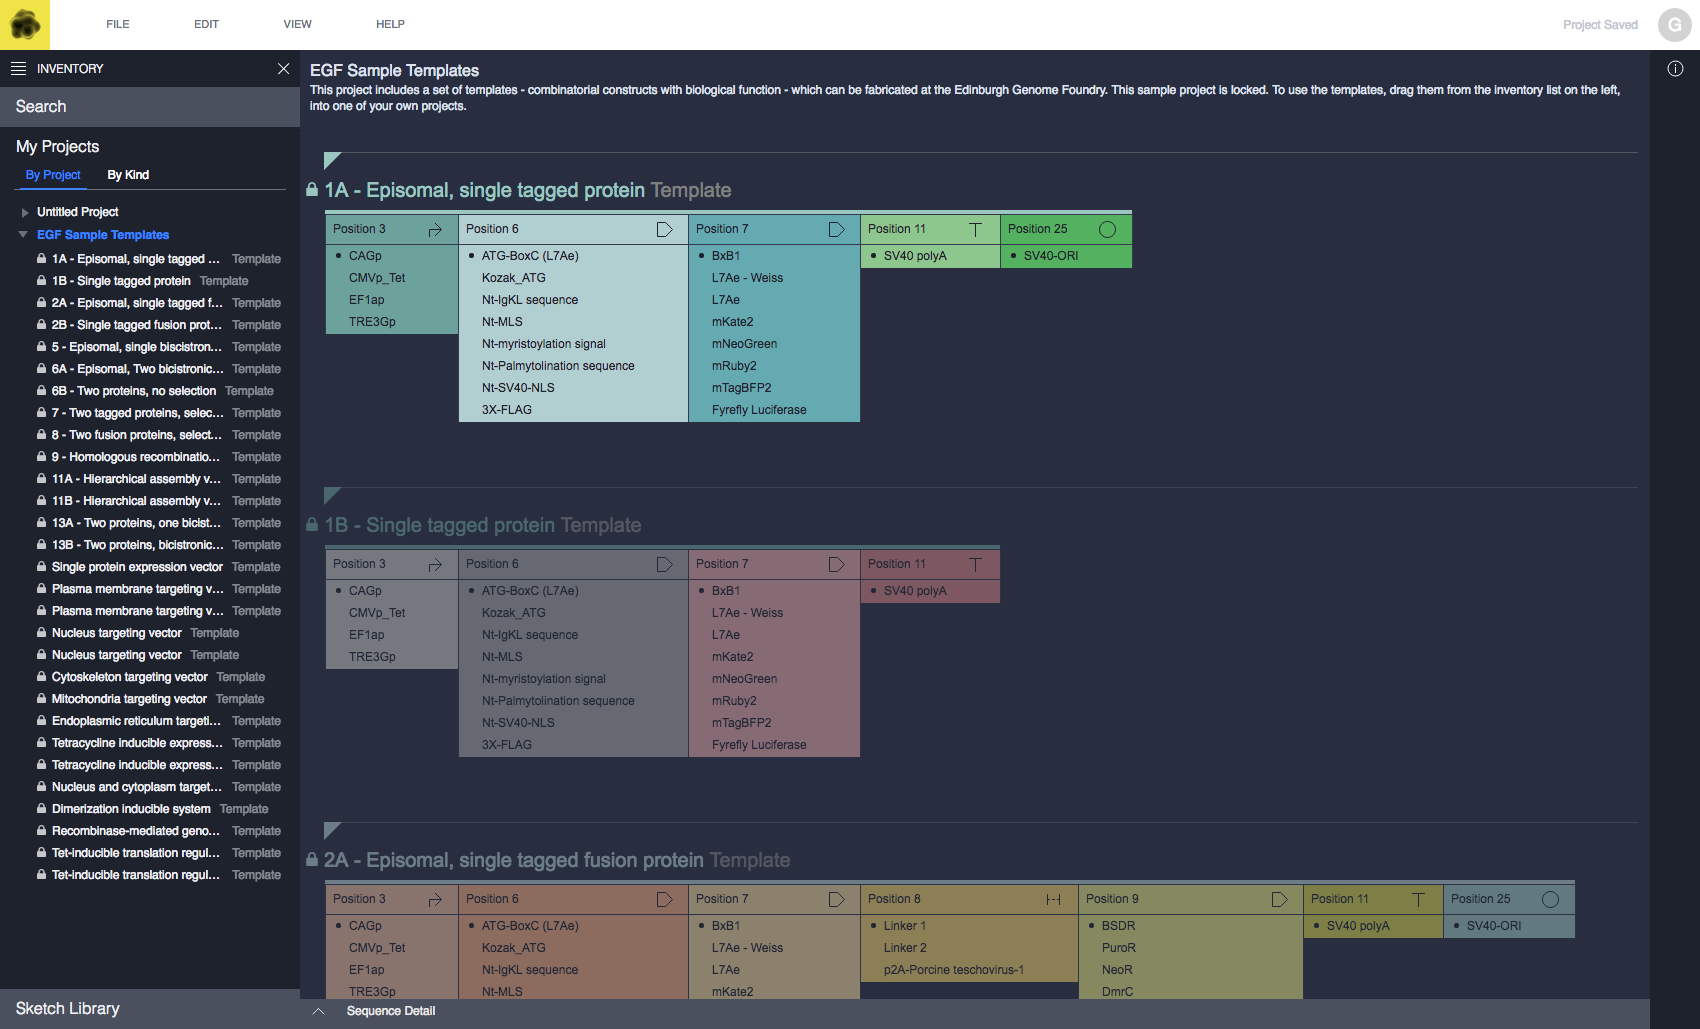 FILE
EDIT
VIEW
HELP
Project Saved
G
INVENTORY
Search
My Projects
By Project
By Kind
Untitled Project
EGF Sample Templates
1A - Episomal, single tagged ... Template
1B - Single tagged protein Template
2A - Episomal, single tagged f... Template
2B - Single tagged fusion prot... Template
5 - Episomal, single biscistron... Template
6A - Episomal, Two bicistronic... Template
6B - Two proteins, no selection Template
7 - Two tagged proteins, selec... Template
8 - Two fusion proteins, select... Template
9 - Homologous recombinatio... Template
11A - Hierarchical assembly v... Template
11B - Hierarchical assembly v... Template
13A - Two proteins, one bicist... Template
13B - Two proteins, bicistronic... Template
Single protein expression vector Template
Plasma membrane targeting v... Template
Plasma membrane targeting v... Template
Nucleus targeting vector Template
Nucleus targeting vector Template
Cytoskeleton targeting vector Template
Mitochondria targeting vector Template
Endoplasmic reticulum targeti... Template
Tetracycline inducible express... Template
Tetracycline inducible express... Template
Nucleus and cytoplasm target... Template
Dimerization inducible system Template
Recombinase-mediated geno... Template
Tet-inducible translation regul... Template
Tet-inducible translation regul... Template
Sketch Library
EGF Sample Templates
This project includes a set of templates - combinatorial constructs with biological function - which can be fabricated at the Edinburgh Genome Foundry. This sample project is locked. To use the templates, drag them from the inventory list on the left,
into one of your own projects.
1A - Episomal, single tagged protein Template
Position 3
CAGp
CMVp_Tet
EF1ap
TRE3Gp
Position 6
ATG-BoxC (L7Ae)
Kozak_ATG
Nt-IgKL sequence
Nt-MLS
Nt-myristoylation signal
Nt-Palmytolination sequence
Nt-SV40-NLS
3X-FLAG
Position 7
BxB1
L7Ae - Weiss
L7Ae
mKate2
mNeoGreen
mRuby2
mTagBFP2
Fyrefly Luciferase
Position 11
SV40 polyA
Position 25
SV40-ORI
1B - Single tagged protein Template
Position 3
CAGp
CMVp_Tet
EF1ap
TRE3Gp
Position 6
ATG-BoxC (L7Ae)
Kozak_ATG
Nt-IgKL sequence
Nt-MLS
Nt-myristoylation signal
Nt-Palmytolination sequence
Nt-SV40-NLS
3X-FLAG
Position 7
BxB1
L7Ae - Weiss
L7Ae
mKate2
mNeoGreen
mRuby2
mTagBFP2
Fyrefly Luciferase
Position 11
SV40 polyA
2A - Episomal, single tagged fusion protein Template
Position 3
CAGp
CMVp_Tet
EF1ap
TRE3Gp
Position 6
ATG-BoxC (L7Ae)
Kozak_ATG
Nt-IgKL sequence
Nt-MLS
Position 7
BxB1
L7Ae - Weiss
L7Ae
mKate2
Position 8
Linker 1
Linker 2
p2A-Porcine teschovirus-1
Position 9
BSDR
PuroR
NeoR
DmrC
Position 11
SV40 polyA
Position 25
SV40-ORI
Sequence Detail